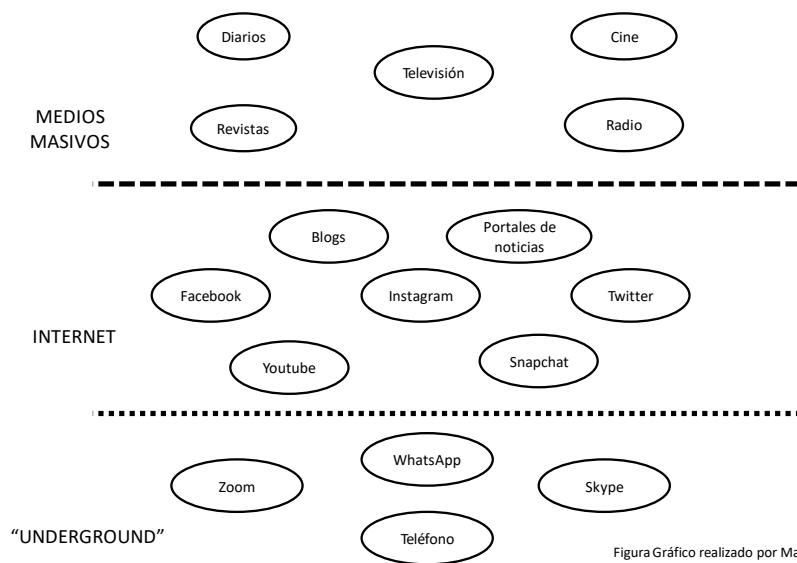 Diarios
Cine
Televisión
MEDIOS
MASIVOS
Revistas
Radio
Blogs
Portales de
noticias
Facebook
Instagram
Twitter
INTERNET
Youtube
Snapchat
WhatsApp
Zoom
Skype
“UNDERGROUND”
Teléfono
Figura Gráfico realizado por Ma